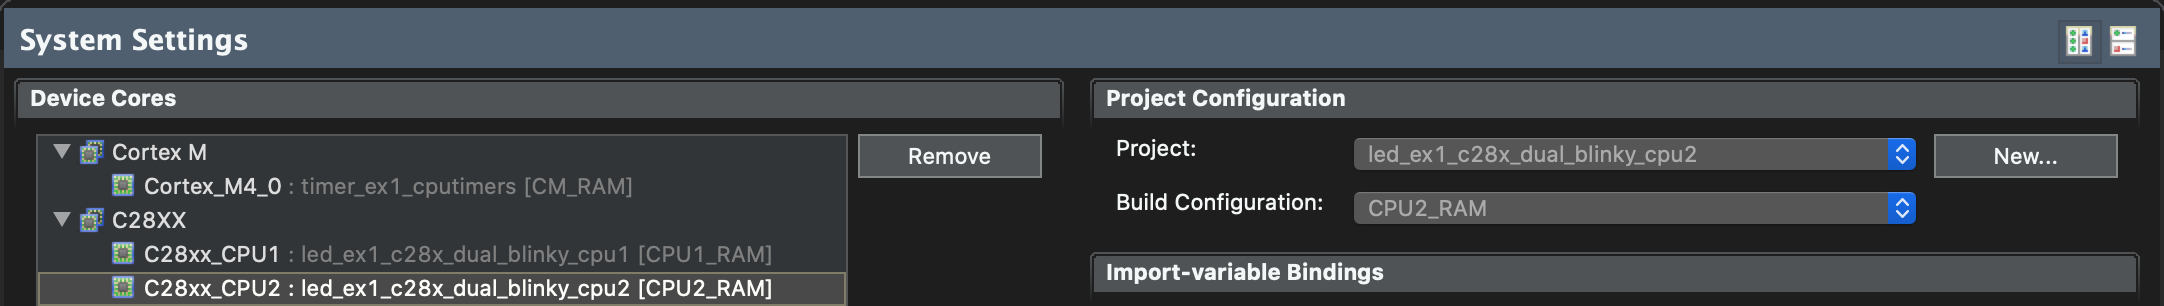 System Settings
Device Cores
Cortex M
Cortex_M4_0 : timer_ex1_cputimers [CM_RAM]
C28XX
C28xx_CPU1 : led_ex1_c28x_dual_blinky_cpu1 [CPU1_RAM]
C28xx_CPU2 : led_ex1_c28x_dual_blinky_cpu2 [CPU2_RAM]
Remove
Project Configuration
Project: led_ex1_c28x_dual_blinky_cpu2 New...
Build Configuration: CPU2_RAM
Import-variable Bindings